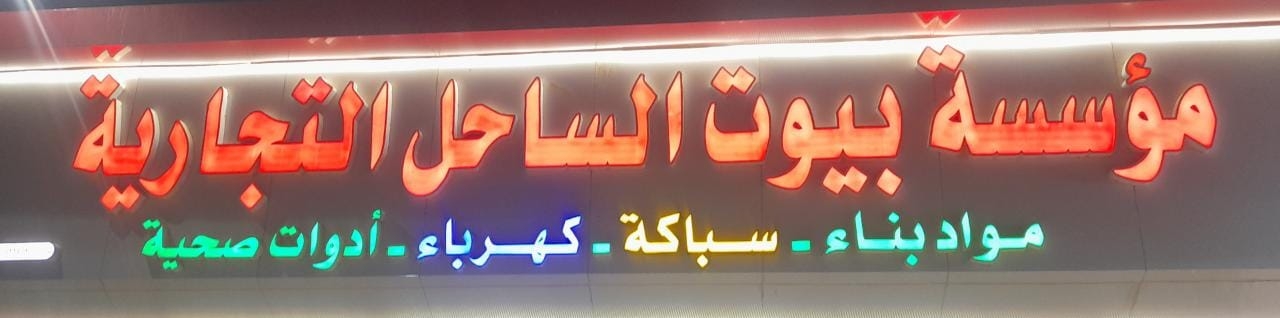 مؤسسة بيوت الساحل التجارية
مواد بناء - سباكة - كهرباء - أدوات صحية